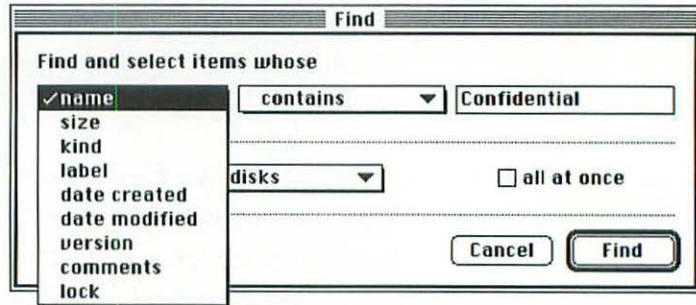 Find
Find and select items whose
✓name contains Confidential
size
kind
label
disks all at once
date created
date modified
version
Cancel Find
comments
lock